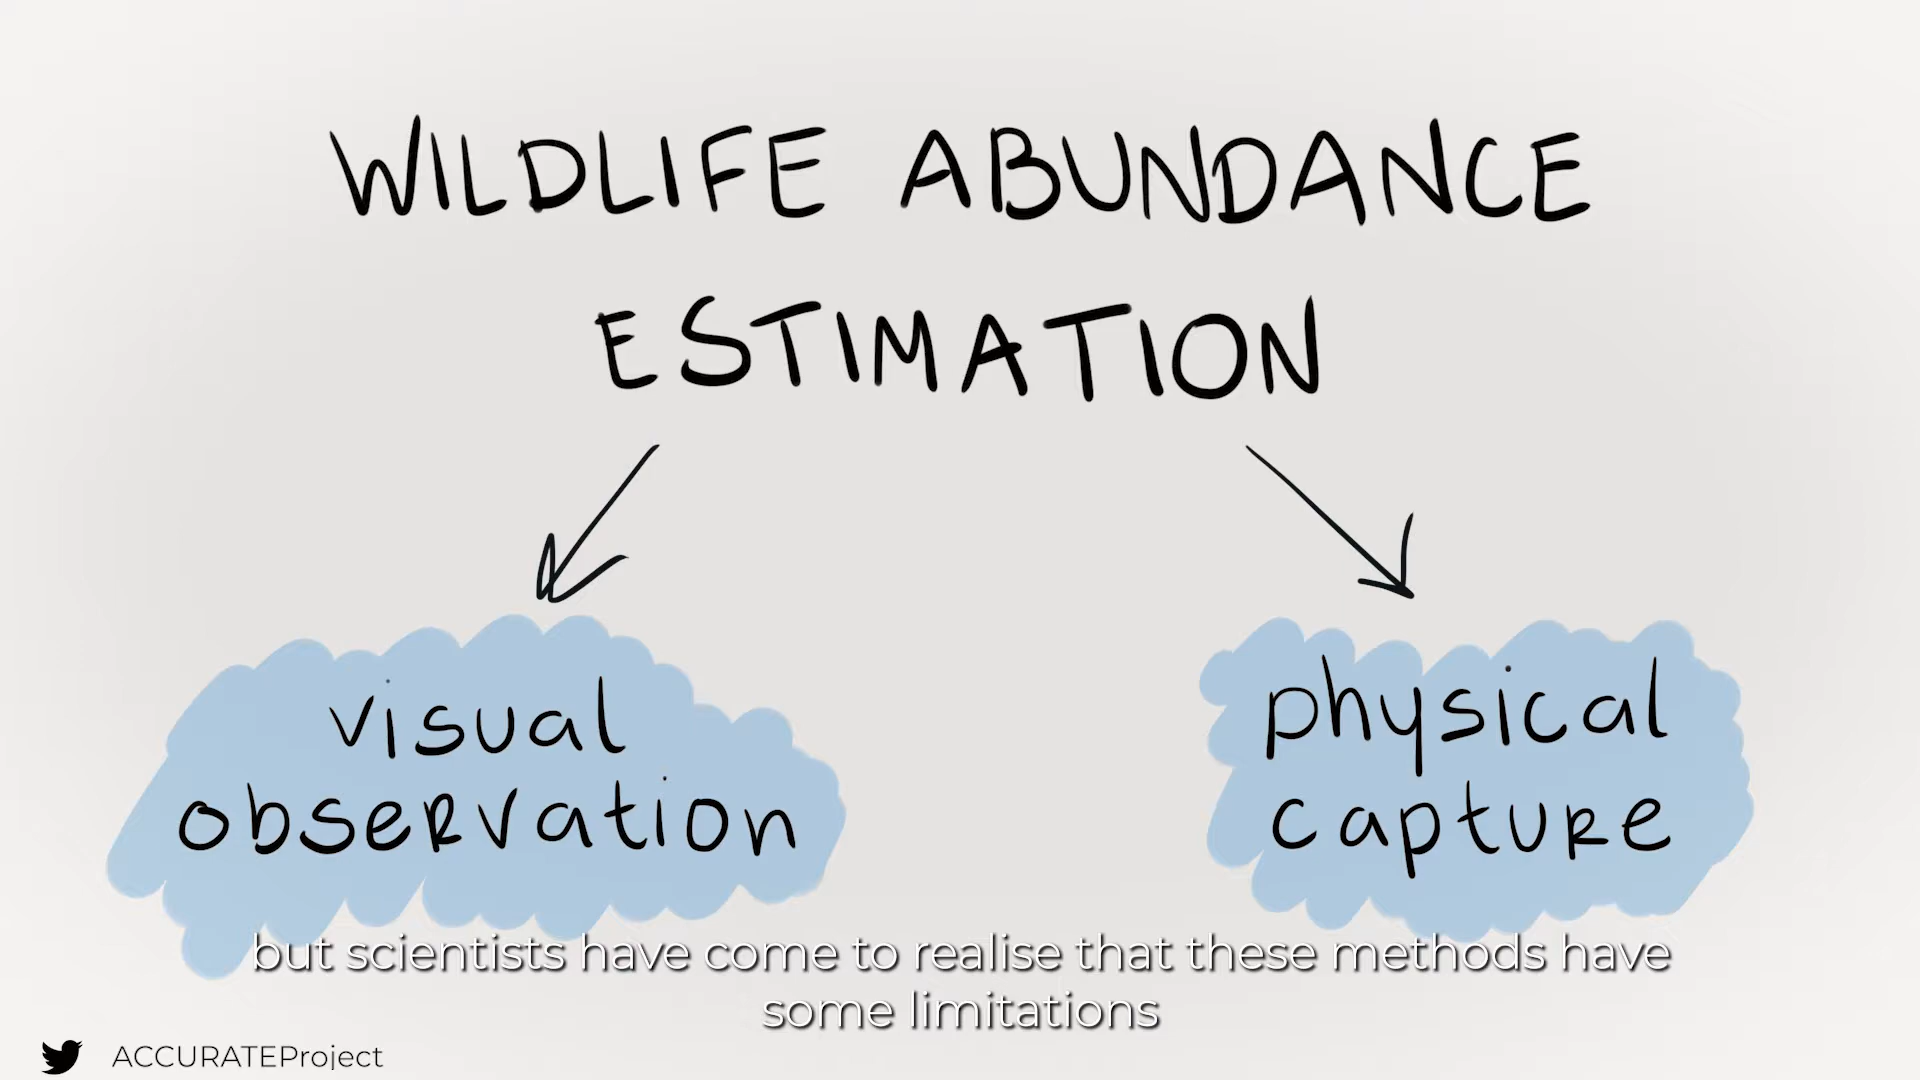 WILDLIFE ABUNDANCE
ESTIMATION
visual
observation
physical
capture
but scientists have come to realise that these methods have
some limitations
ACCURATEProject